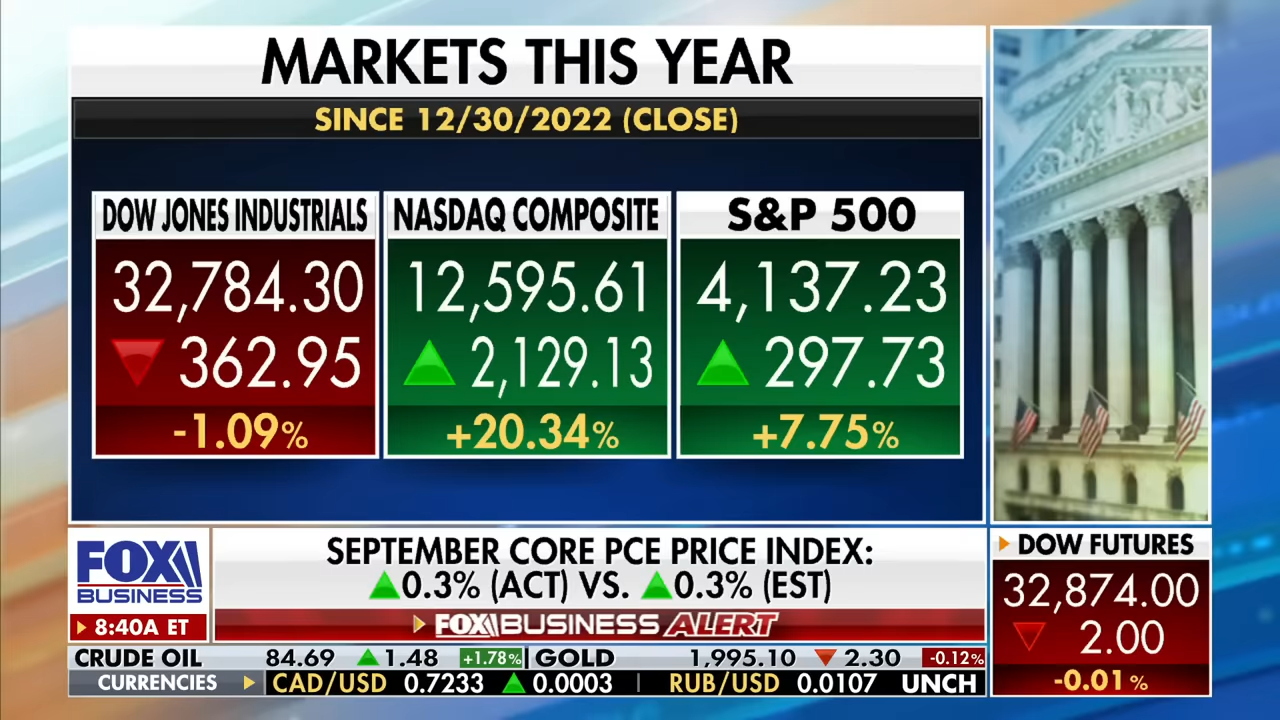 MARKETS THIS YEAR
SINCE 12/30/2022 (CLOSE)
DOW JONES INDUSTRIALS
32,784.30
362.95
-1.09%
NASDAQ COMPOSITE
12,595.61
2,129.13
+20.34%
S&P 500
4,137.23
297.73
+7.75%
FOX
BUSINESS
8:40A ET
SEPTEMBER CORE PCE PRICE INDEX:
▲0.3% (ACT) VS. ▲0.3% (EST)
FOX BUSINESS ALERT
DOW FUTURES
32,874.00
▼ 2.00
-0.01%
CRUDE OIL 84.69 ▲ 1.48 +1.78% GOLD 1,995.10 ▼ 2.30 -0.12%
CURRENCIES CAD/USD 0.7233 ▲ 0.0003 | RUB/USD 0.0107 UNCH